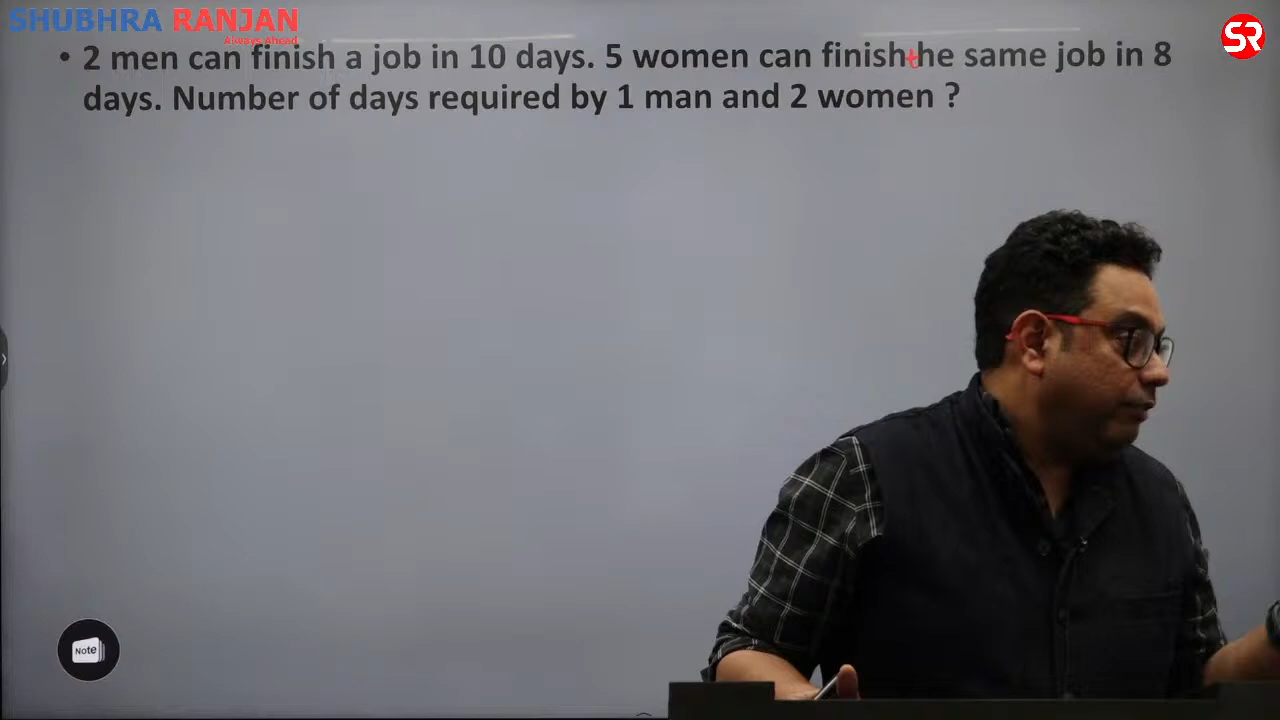 SHUBHRA RANJAN
Always Ahead
SR
• 2 men can finish a job in 10 days. 5 women can finish the same job in 8
days. Number of days required by 1 man and 2 women ?
Note